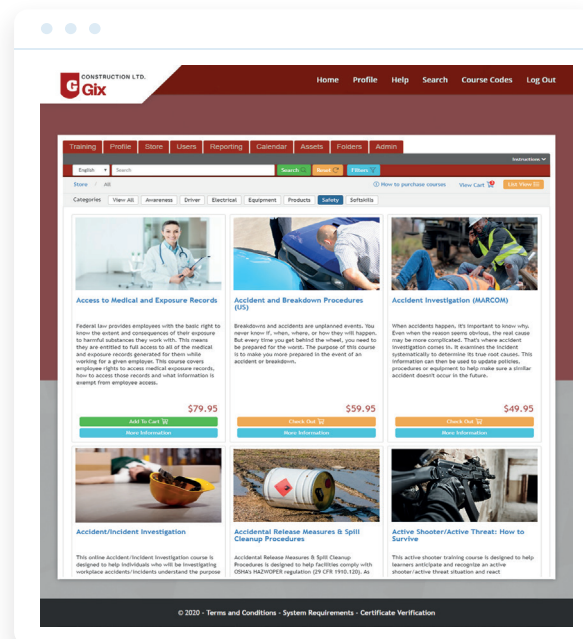 CONSTRUCTION LTD.
Gix
Home Profile Help Search Course Codes Log Out
Training Profile Store Users Reporting Calendar Assets Folders Admin
Instructions
English Search Search Reset Filters
Store / All How to purchase courses View Cart List View
Categories View All Awareness Driver Electrical Equipment Products Safety Softskills
Access to Medical and Exposure Records
Federal law provides employees with the basic right to
know the extent and consequences of their exposure
to harmful substances they work with. This means
they are entitled to full access to all of the medical
and exposure records generated for them while
working for a given employer. This course covers
employee rights to access medical exposure records,
how to access those records and what information is
exempt from employee access.
$79.95
Add To Cart
More Information
Accident and Breakdown Procedures
(US)
Breakdowns and accidents are unplanned events. You
never know if, when, where, or how they will happen.
But every time you get behind the wheel, you need to
be prepared for the worst. The purpose of this course
is to make you more prepared in the event of an
accident or breakdown.
$59.95
Check Out
More Information
Accident Investigation (MARCOM)
When accidents happen, it's important to know why.
Even when the reason seems obvious, the real cause
may be more complicated. That's where accident
investigation comes in. It examines the incident
systematically to determine its true root causes. This
information can then be used to update policies,
procedures or equipment to help make sure a similar
accident doesn't occur in the future.
$49.95
Check Out
More Information
Accident/Incident Investigation
This online Accident/Incident Investigation course is
designed to help individuals who will be investigating
workplace accidents/incidents understand the purpose
Accidental Release Measures & Spill
Cleanup Procedures
Accidental Release Measures & Spill Cleanup
Procedures is designed to help facilities comply with
OSHA's HAZWOPER regulation (29 CFR 1910.120). As
Active Shooter/Active Threat: How to
Survive
This active shooter training course is designed to help
learners anticipate and recognize an active
shooter/active threat situation and react
© 2020 - Terms and Conditions - System Requirements - Certificate Verification